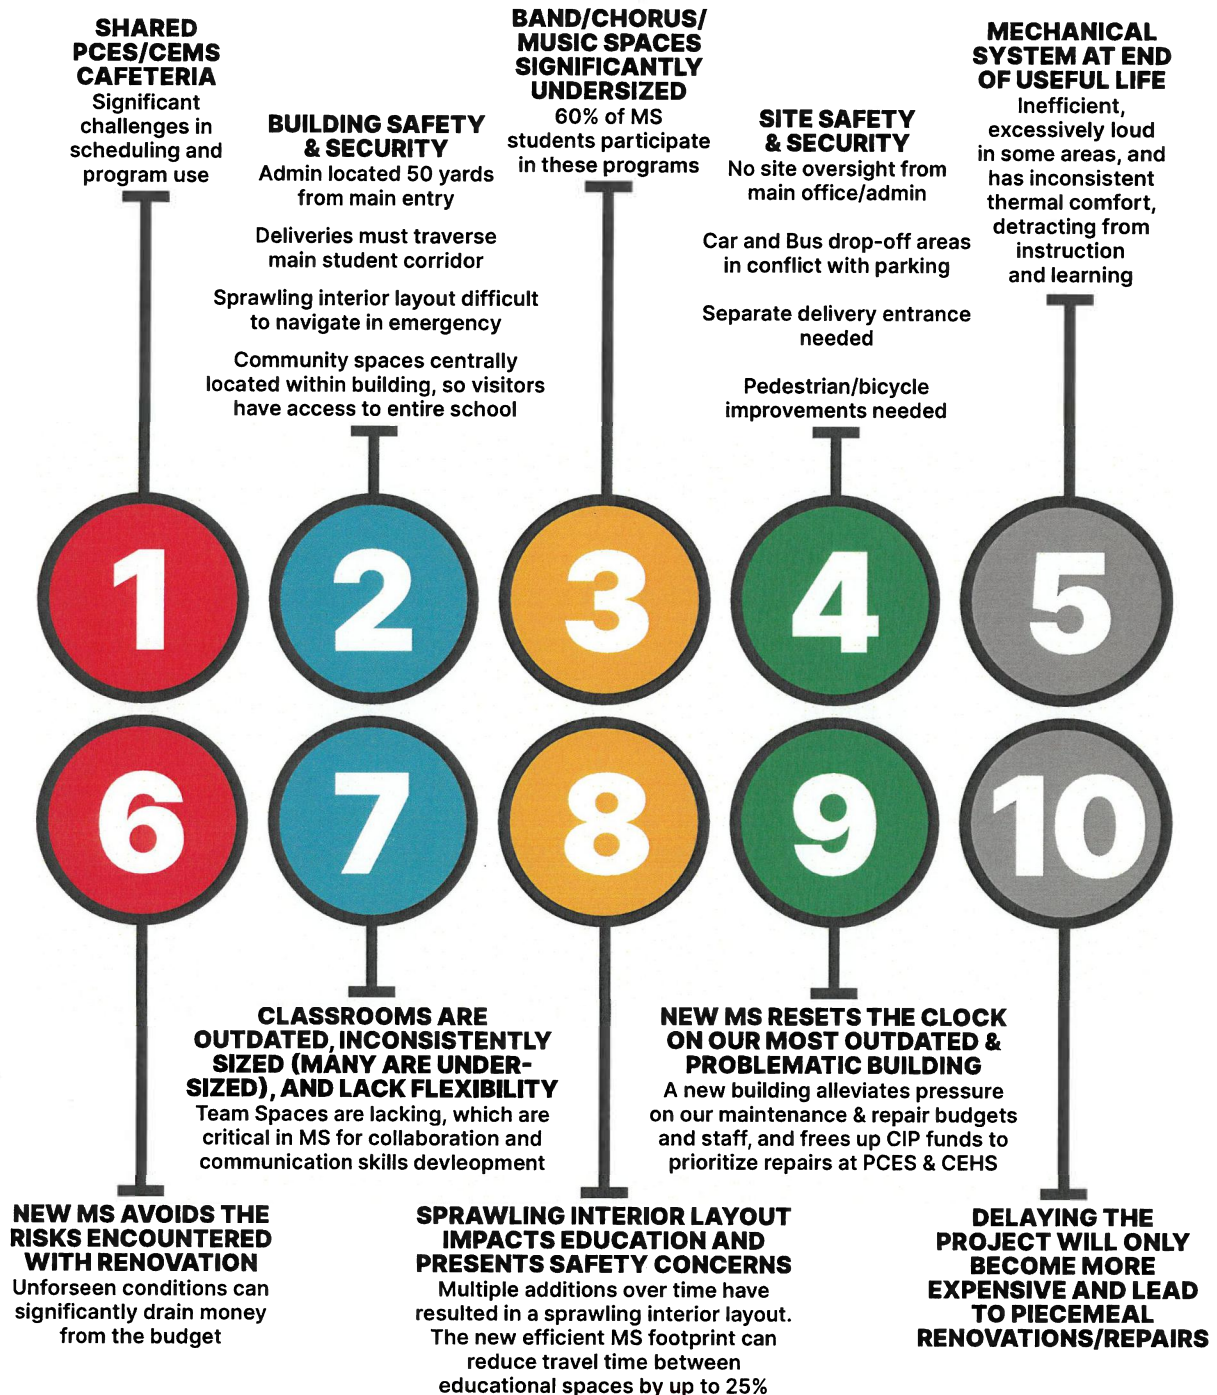 SHARED
PCES/CEMS
CAFETERIA
Significant
challenges in
scheduling and
program use
BUILDING SAFETY
& SECURITY
Admin located 50 yards
from main entry
Deliveries must traverse
main student corridor
Sprawling interior layout difficult
to navigate in emergency
Community spaces centrally
located within building, so visitors
have access to entire school
BAND/CHORUS/
MUSIC SPACES
SIGNIFICANTLY
UNDERSIZED
60% of MS
students participate
in these programs
SITE SAFETY
& SECURITY
No site oversight from
main office/admin
Car and Bus drop-off areas
in conflict with parking
Separate delivery entrance
needed
Pedestrian/bicycle
improvements needed
MECHANICAL
SYSTEM AT END
OF USEFUL LIFE
Inefficient,
excessively loud
in some areas, and
has inconsistent
thermal comfort,
detracting from
instruction
and learning
1
2
3
4
5
6
7
8
9
10
NEW MS AVOIDS THE
RISKS ENCOUNTERED
WITH RENOVATION
Unforseen conditions can
significantly drain money
from the budget
CLASSROOMS ARE
OUTDATED, INCONSISTENTLY
SIZED (MANY ARE UNDER-
SIZED), AND LACK FLEXIBILITY
Team Spaces are lacking, which are
critical in MS for collaboration and
communication skills devleopment
SPRAWLING INTERIOR LAYOUT
IMPACTS EDUCATION AND
PRESENTS SAFETY CONCERNS
Multiple additions over time have
resulted in a sprawling interior layout.
The new efficient MS footprint can
reduce travel time between
educational spaces by up to 25%
NEW MS RESETS THE CLOCK
ON OUR MOST OUTDATED &
PROBLEMATIC BUILDING
A new building alleviates pressure
on our maintenance & repair budgets
and staff, and frees up CIP funds to
prioritize repairs at PCES & CEHS
DELAYING THE
PROJECT WILL ONLY
BECOME MORE
EXPENSIVE AND LEAD
TO PIECEMEAL
RENOVATIONS/REPAIRS